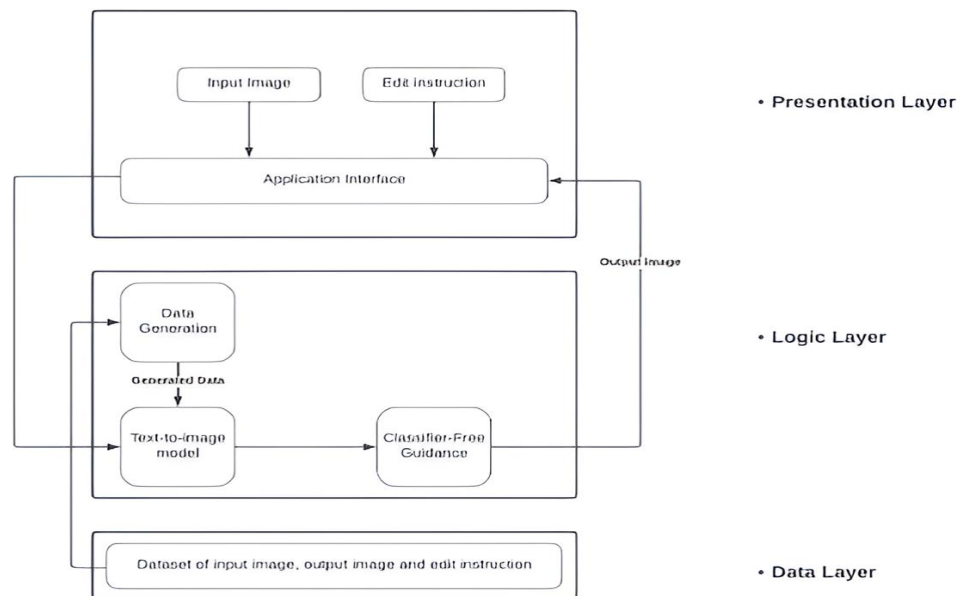 Input Image
Edit instruction
• Presentation Layer
Application Interface
Output Image
Data
Generation
• Logic Layer
Generated Data
Text-to-image
model
Classifier-Free
Guidance
Dataset of input image, output image and edit instruction
• Data Layer